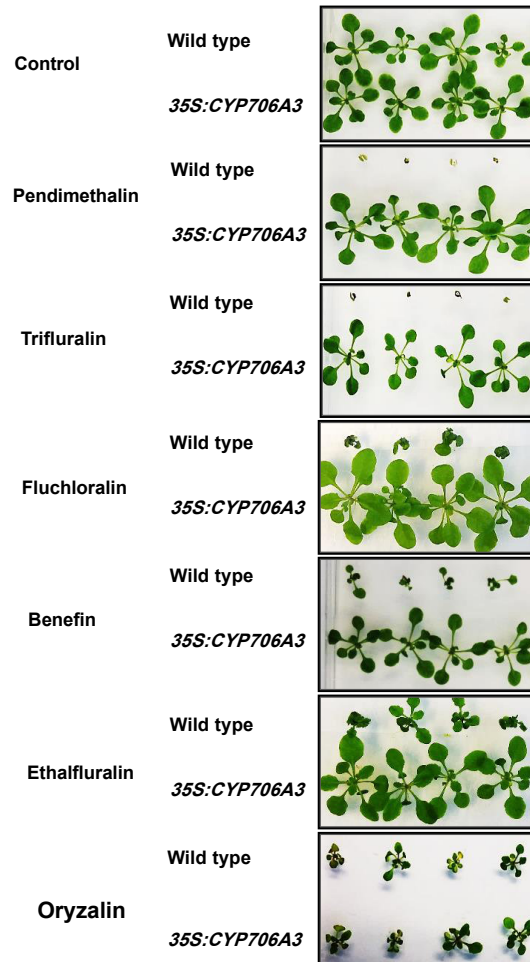 Wild type
Control
35S:CYP706A3
Wild type
Pendimethalin
35S:CYP706A3
Wild type
Trifluralin
35S:CYP706A3
Wild type
Fluchloralin
35S:CYP706A3
Wild type
Benefin
35S:CYP706A3
Wild type
Ethalfluralin
35S:CYP706A3
Wild type
Oryzalin
35S:CYP706A3